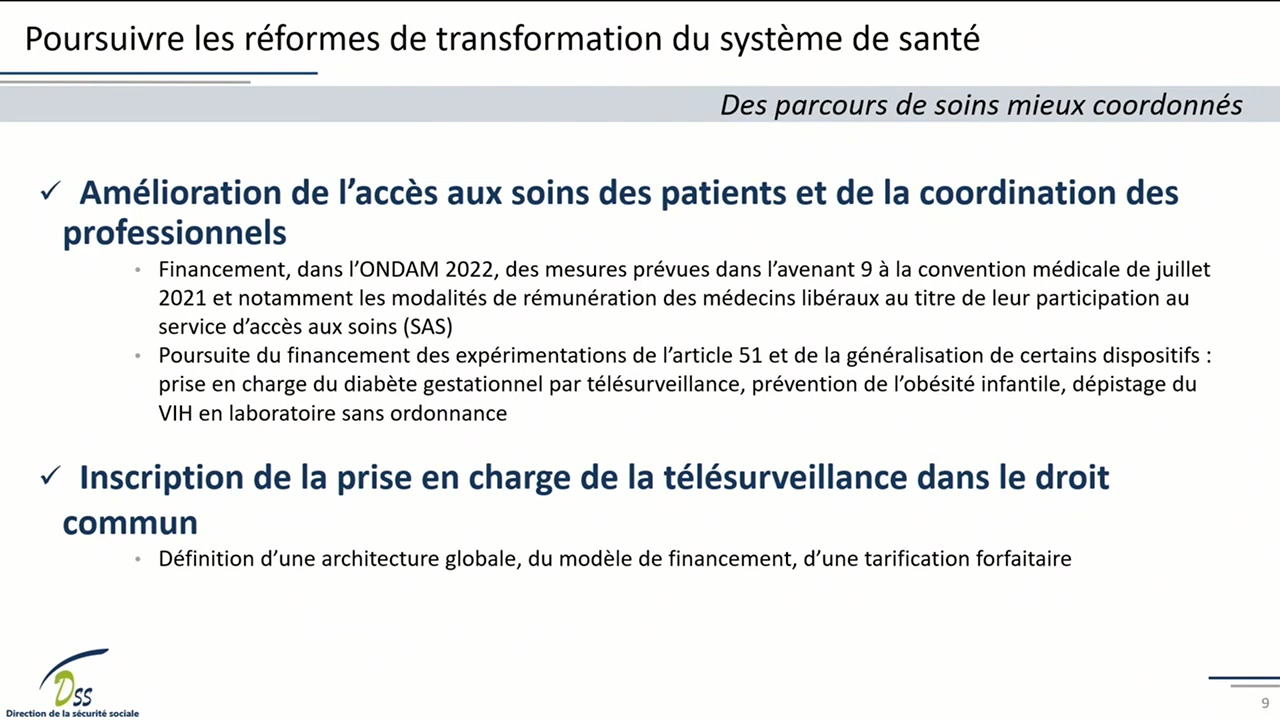 Poursuivre les réformes de transformation du système de santé
Des parcours de soins mieux coordonnés
✓ Amélioration de l’accès aux soins des patients et de la coordination des
professionnels
• Financement, dans l’ONDAM 2022, des mesures prévues dans l’avenant 9 à la convention médicale de juillet
2021 et notamment les modalités de rémunération des médecins libéraux au titre de leur participation au
service d’accès aux soins (SAS)
• Poursuite du financement des expérimentations de l’article 51 et de la généralisation de certains dispositifs :
prise en charge du diabète gestationnel par télésurveillance, prévention de l’obésité infantile, dépistage du
VIH en laboratoire sans ordonnance
✓ Inscription de la prise en charge de la télésurveillance dans le droit
commun
• Définition d’une architecture globale, du modèle de financement, d’une tarification forfaitaire
Dss
Direction de la sécurité sociale
9